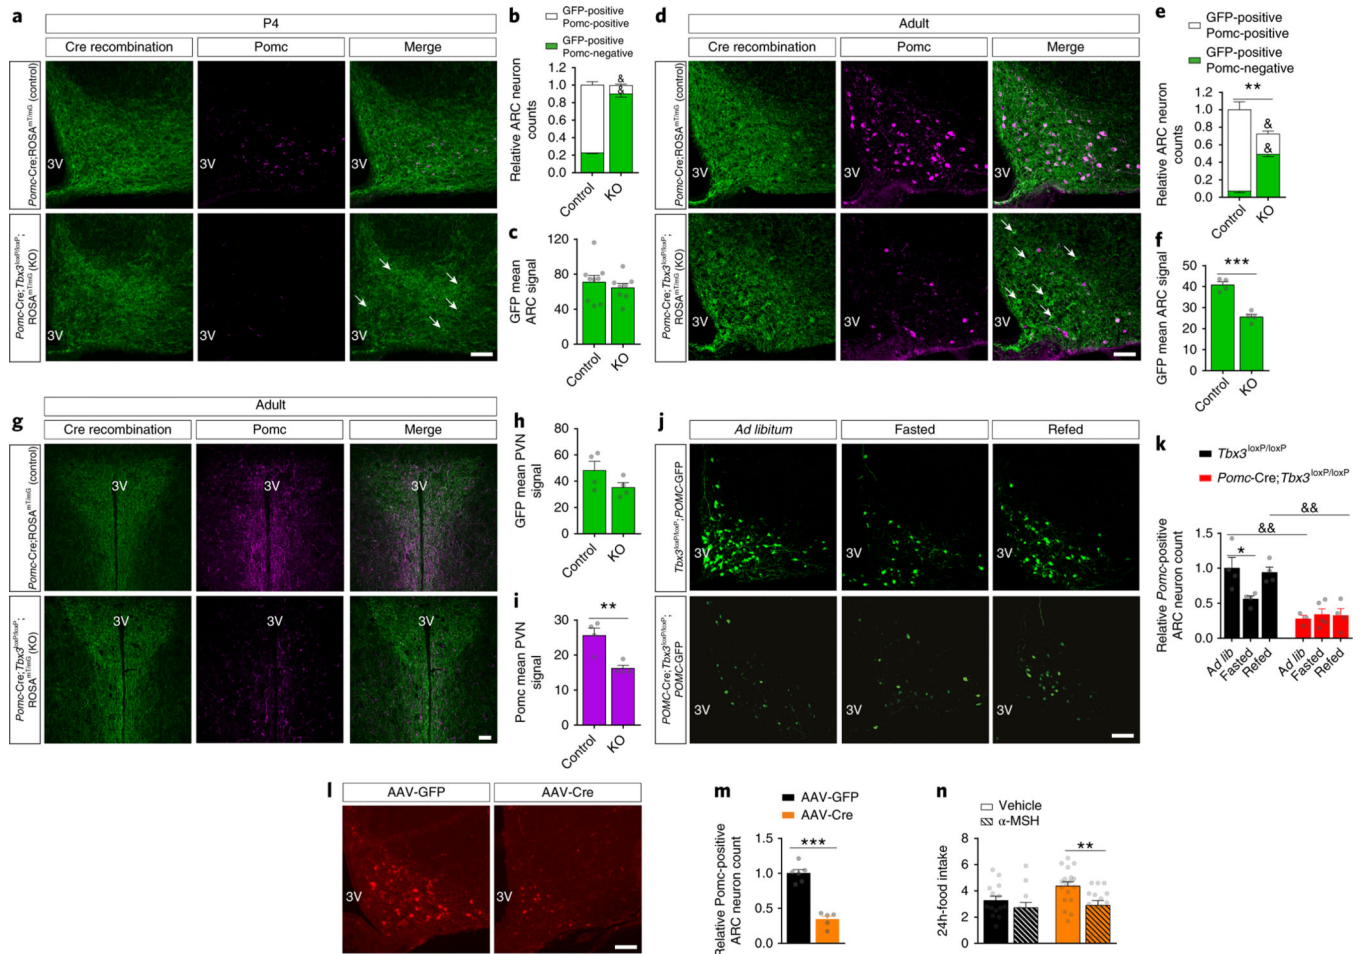 a
P4
Cre recombination
Pomc
Merge
Pomc-Cre;ROSAmT/mG (control)
3V
3V
3V
Pomc-Cre;Tbx3loxP/loxP;
ROSAmT/mG (KO)
3V
3V
3V
b
GFP-positive
Pomc-positive
GFP-positive
Pomc-negative
Relative ARC neuron
counts
1.2
1.0
0.8
0.6
0.4
0.2
0.0
&
&
Control
KO
c
GFP mean
ARC signal
120
80
40
0
Control
KO
d
Adult
Cre recombination
Pomc
Merge
Pomc-Cre;ROSAmT/mG (control)
3V
3V
3V
Pomc-Cre;Tbx3loxP/loxP;
ROSAmT/mG (KO)
3V
3V
3V
e
GFP-positive
Pomc-positive
GFP-positive
Pomc-negative
Relative ARC neuron
counts
1.2
1.0
0.8
0.6
0.4
0.2
0.0
**
&
&
Control
KO
f
GFP mean ARC signal
50
40
30
20
10
0
***
Control
KO
g
Adult
Cre recombination
Pomc
Merge
Pomc-Cre;ROSAmT/mG (control)
3V
3V
3V
Pomc-Cre;Tbx3loxP/loxP;
ROSAmT/mG (KO)
3V
3V
3V
h
GFP mean PVN
signal
80
60
40
20
0
Control
KO
i
Pomc mean PVN
signal
30
20
10
0
**
Control
KO
j
Ad libitum
Fasted
Refed
Tbx3loxP/loxP;POMC-GFP
3V
3V
3V
POMC-Cre;Tbx3loxP/loxP;
POMC-GFP
3V
3V
3V
k
Tbx3loxP/loxP
Pomc-Cre;Tbx3loxP/loxP
Relative Pomc-positive
ARC neuron count
1.5
1.0
0.5
0.0
&&
&&
*
Ad lib
Fasted
Refed
Ad lib
Fasted
Refed
l
AAV-GFP
AAV-Cre
3V
3V
m
AAV-GFP
AAV-Cre
Relative Pomc-positive
ARC neuron count
1.5
1.0
0.5
0.0
***
n
Vehicle
α-MSH
24h-food intake
8
6
4
2
0
**